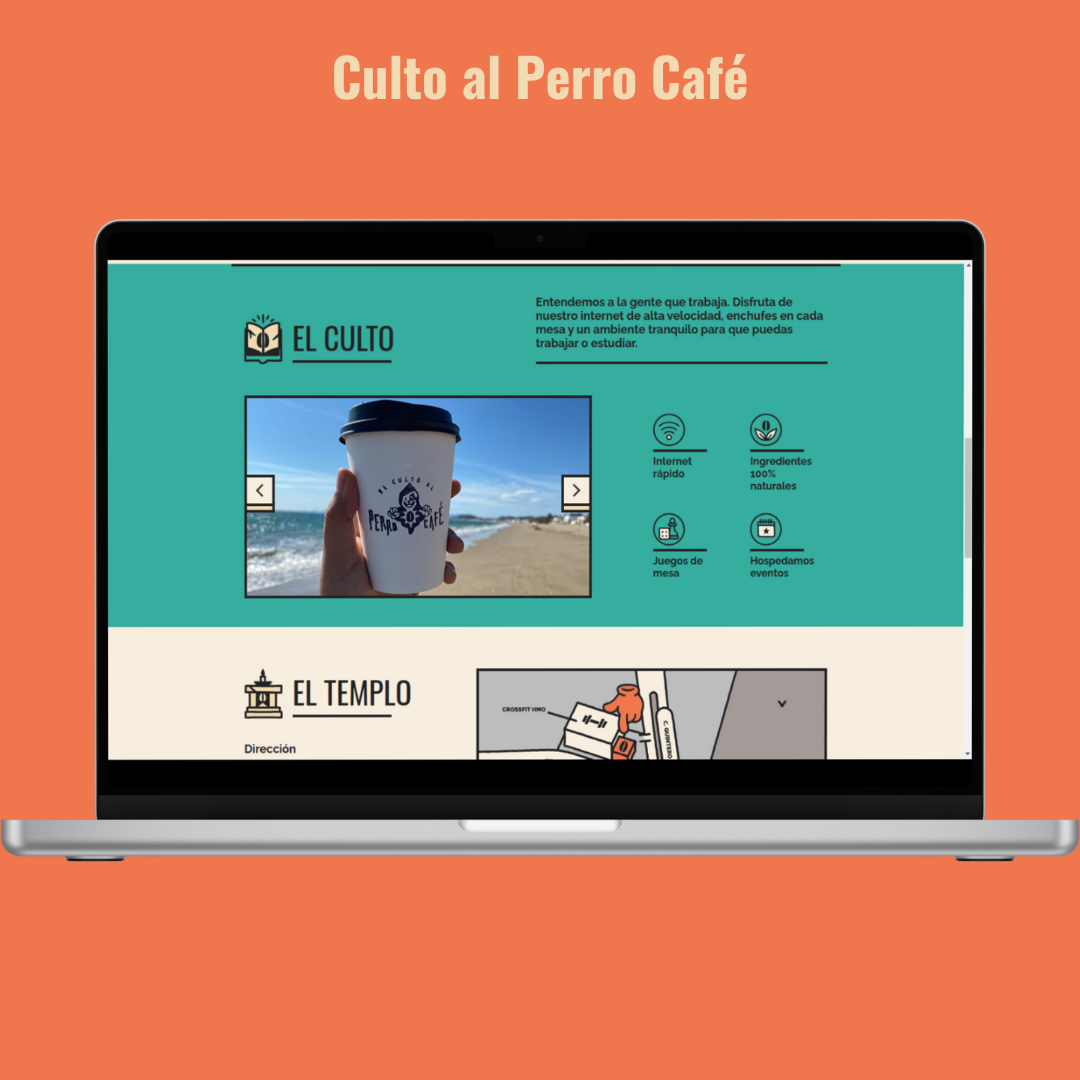 Culto al Perro Café
EL CULTO
Entendemos a la gente que trabaja. Disfruta de
nuestro internet de alta velocidad, enchufes en cada
mesa y un ambiente tranquilo para que puedas
trabajar o estudiar.
EL CULTO AL
PERRO CAFÉ
Internet
rápido
Ingredientes
100%
naturales
Juegos de
mesa
Hospedamos
eventos
EL TEMPLO
Dirección
CROSSFIT HMO
C. QUINTERO